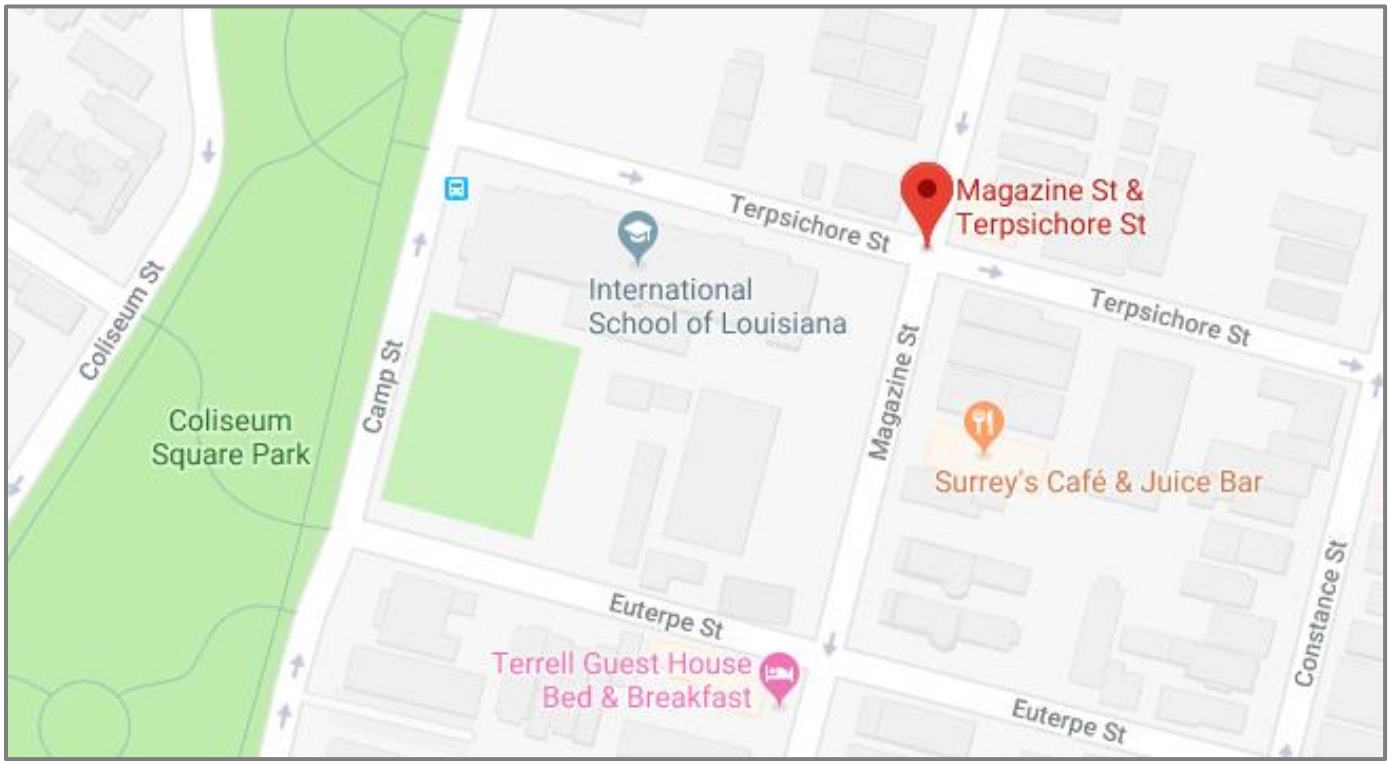 Magazine St &
Terpsichore St
Terpsichore St
International
School of Louisiana
Terpsichore St
Coliseum St
Camp St
Magazine St
Coliseum
Square Park
Surrey's Café & Juice Bar
Constance St
Euterpe St
Terrell Guest House
Bed & Breakfast
Euterpe St